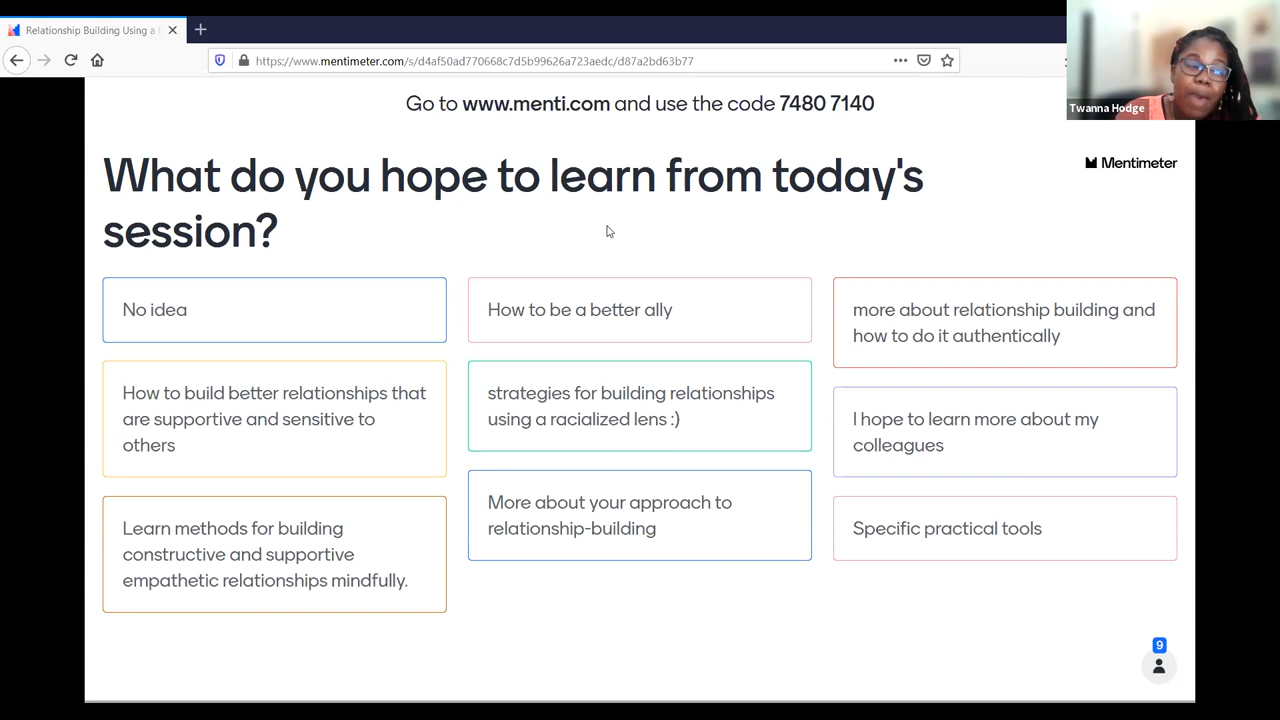 Relationship Building Using a
https://www.mentimeter.com/s/d4af50ad770668c7d5b99626a723aedc/d87a2bd63b77
Twanna Hodge
Go to www.menti.com and use the code 7480 7140
Mentimeter
What do you hope to learn from today's
session?
No idea
How to build better relationships that
are supportive and sensitive to
others
Learn methods for building
constructive and supportive
empathetic relationships mindfully.
How to be a better ally
strategies for building relationships
using a racialized lens :)
More about your approach to
relationship-building
more about relationship building and
how to do it authentically
I hope to learn more about my
colleagues
Specific practical tools
9